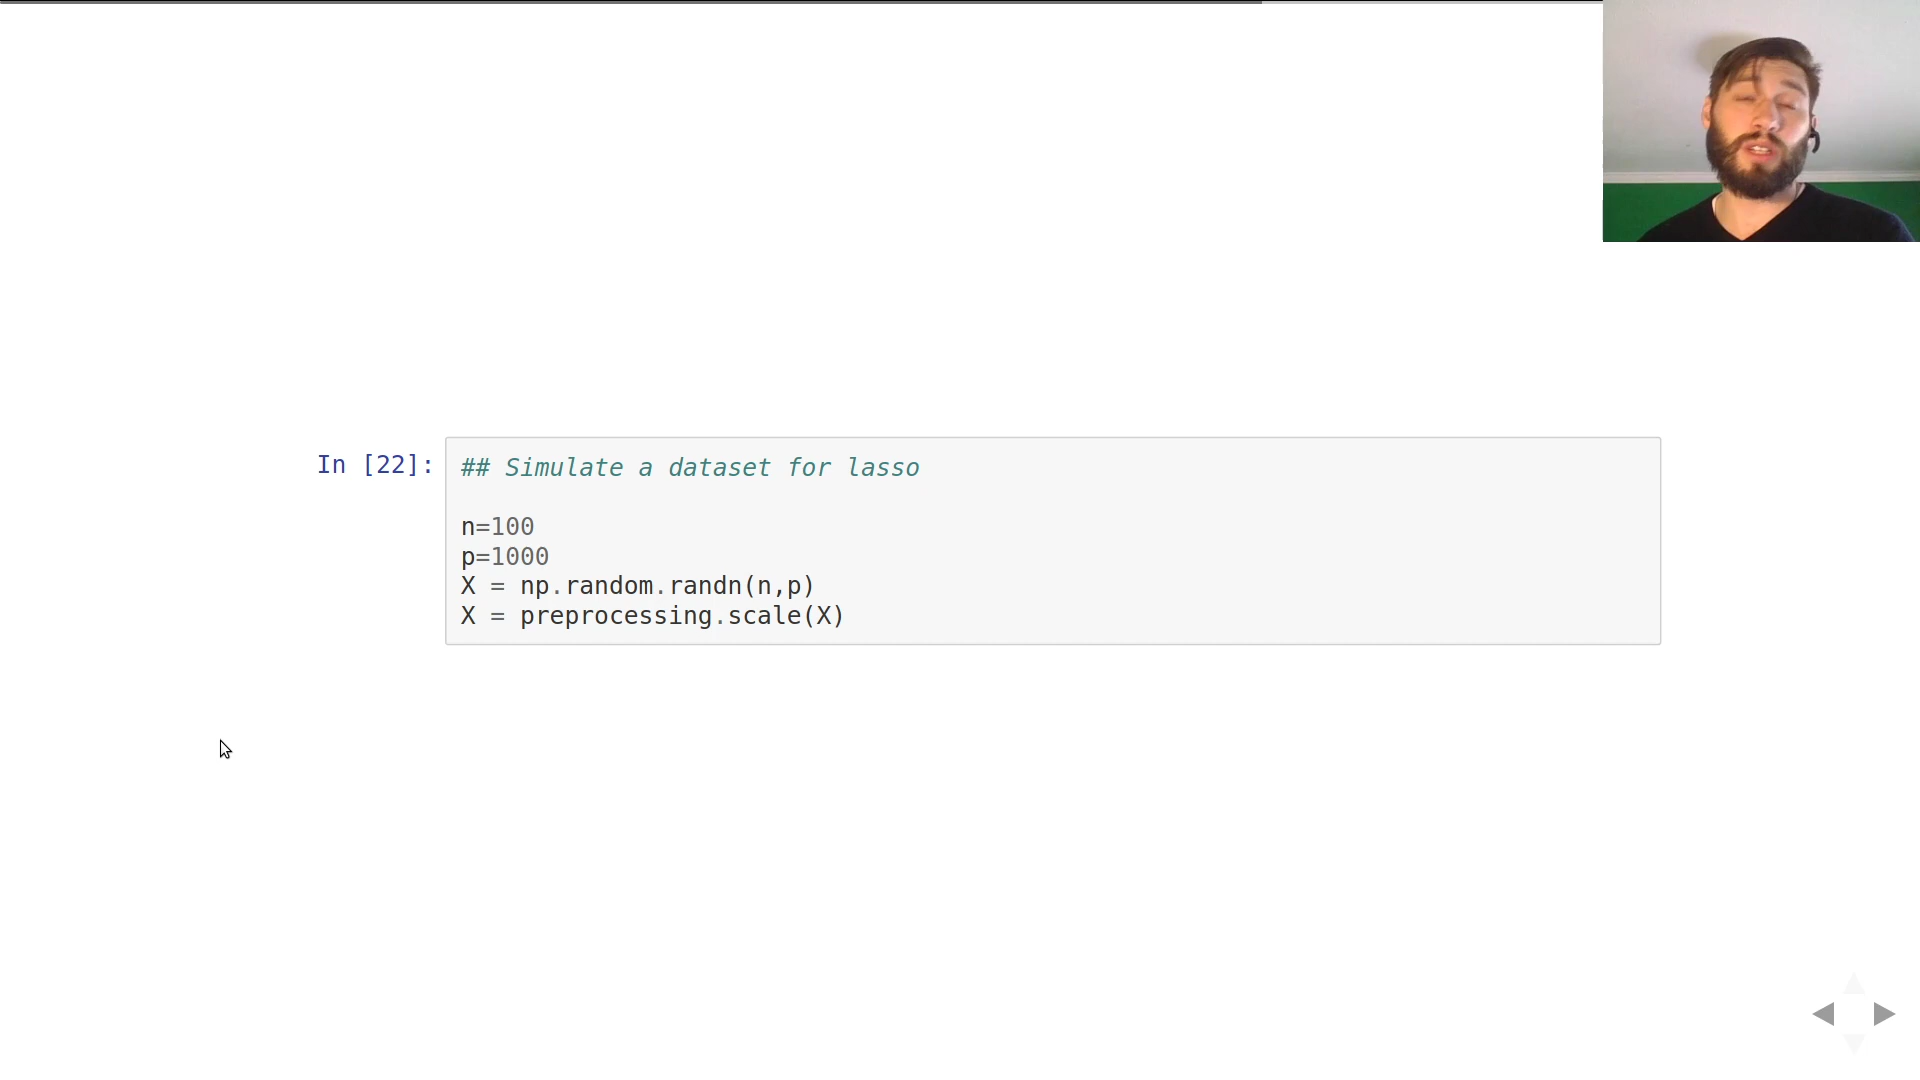 In [22]:
## Simulate a dataset for lasso
n=100
p=1000
X = np.random.randn(n,p)
X = preprocessing.scale(X)